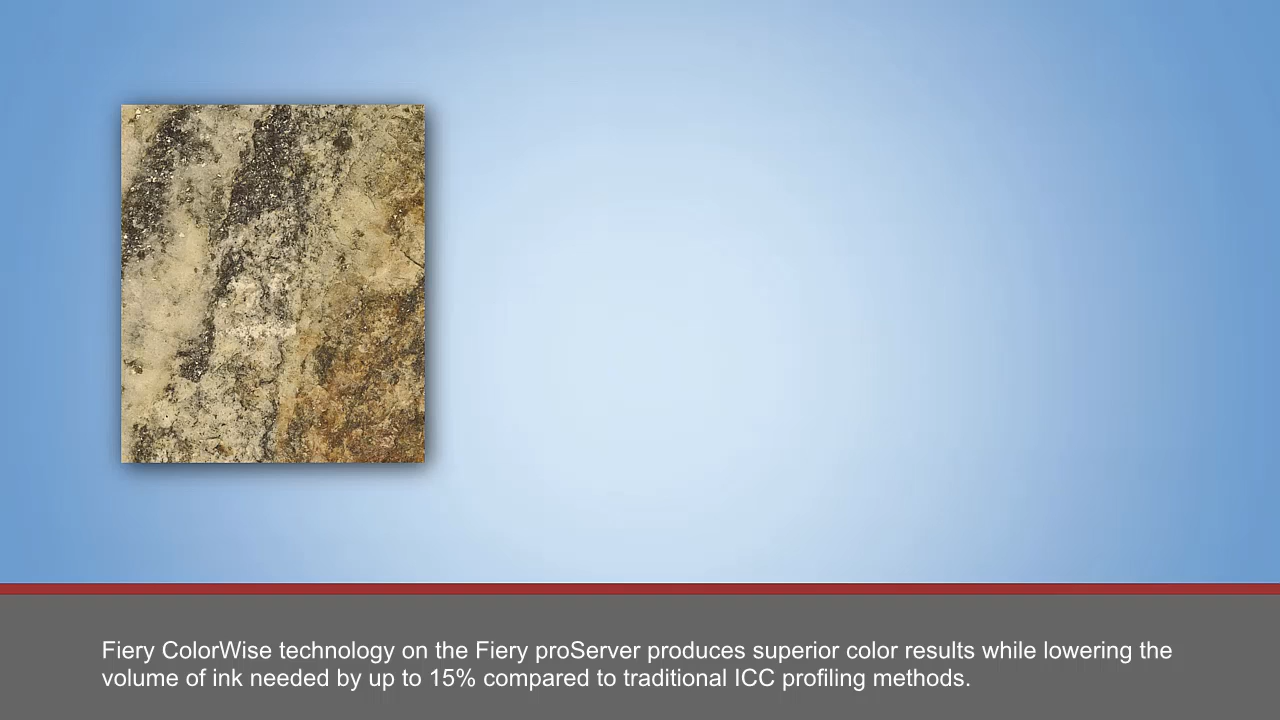 Fiery ColorWise technology on the Fiery proServer produces superior color results while lowering the
volume of ink needed by up to 15% compared to traditional ICC profiling methods.